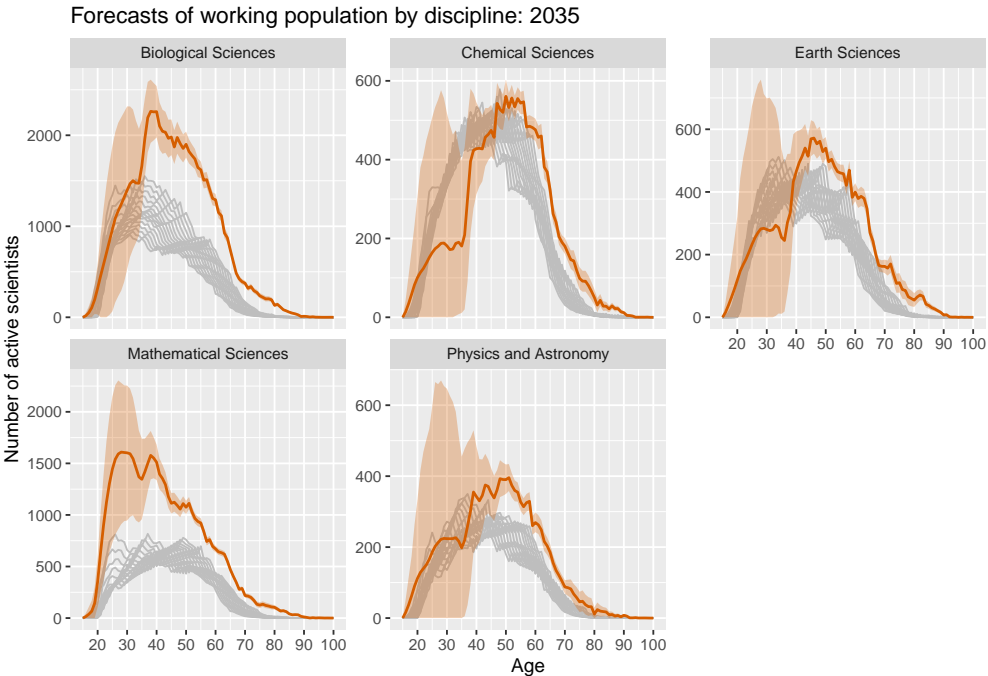 Forecasts of working population by discipline: 2035
Biological Sciences
Chemical Sciences
Earth Sciences
2000
1000
0
600
400
200
0
600
400
200
0
20 30 40 50 60 70 80 90 100
Mathematical Sciences
Physics and Astronomy
2000
1500
1000
500
0
600
400
200
0
20 30 40 50 60 70 80 90 100
20 30 40 50 60 70 80 90 100
Number of active scientists
Age